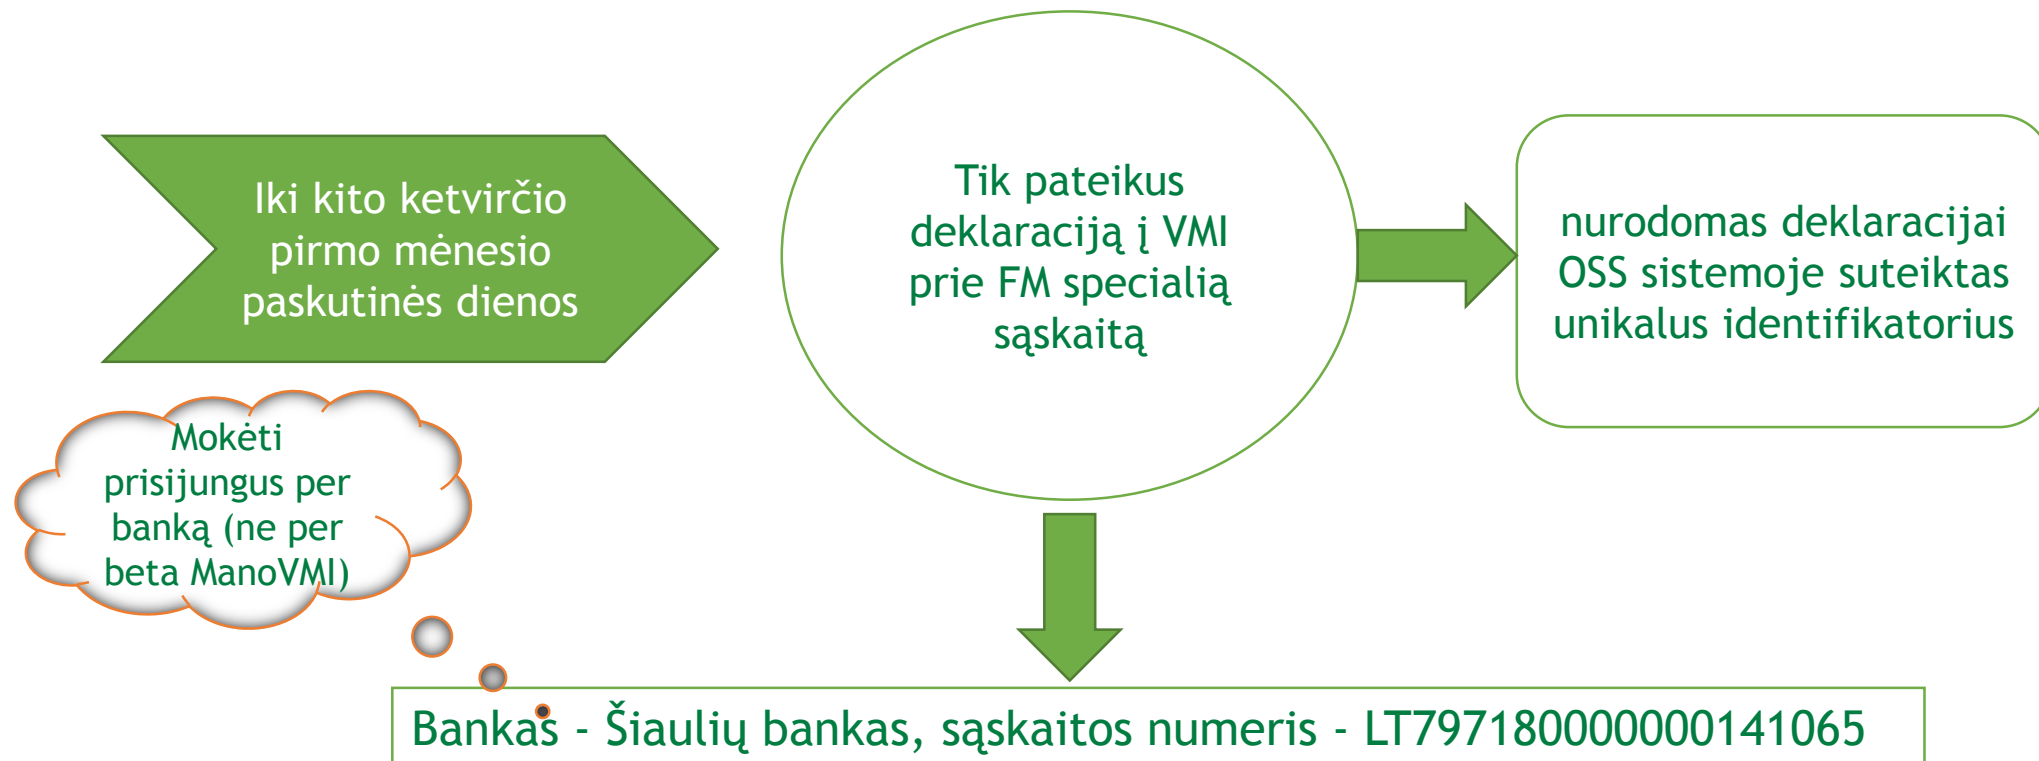 Iki kito ketvirčio
pirmo mėnesio
paskutinės dienos
Tik pateikus
deklaraciją į VMI
prie FM specialią
sąskaitą
nurodomas deklaracijai
OSS sistemoje suteiktas
unikalus identifikatorius
Mokėti
prisijungus per
banką (ne per
beta ManoVMI)
Bankas - Šiaulių bankas, sąskaitos numeris - LT797180000000141065